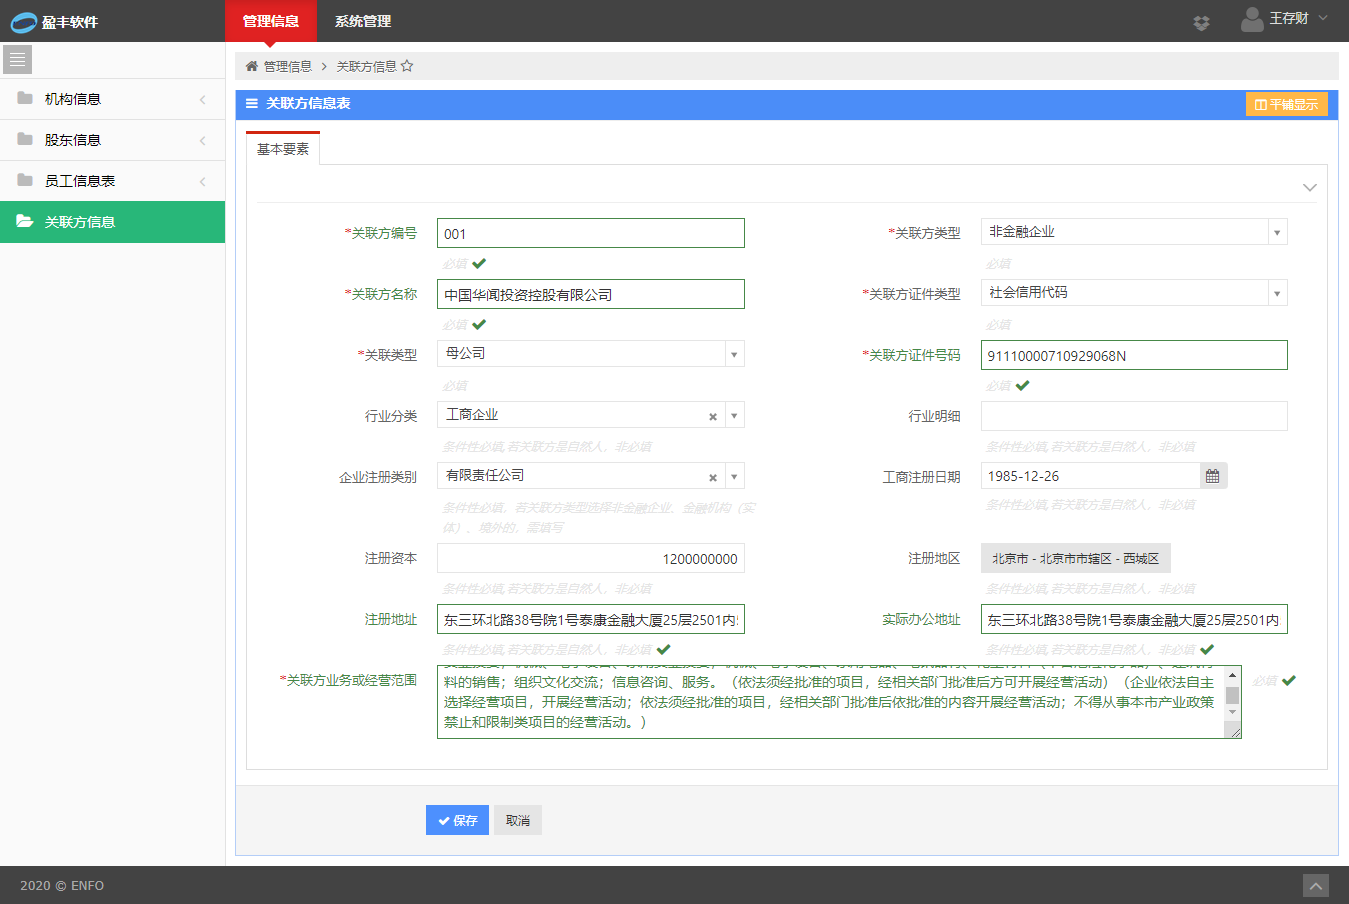 盈丰软件
管理信息
系统管理
王存财
管理信息
关联方信息
机构信息
股东信息
员工信息表
关联方信息
关联方信息表
平铺显示
基本要素
*关联方编号
001
必填
*关联方类型
非金融企业
必填
*关联方名称
中国华闻投资控股有限公司
必填
*关联方证件类型
社会信用代码
必填
*关联类型
母公司
必填
*关联方证件号码
91110000710929068N
必填
行业分类
工商企业
条件性必填,若关联方是自然人，非必填
行业明细
条件性必填,若关联方是自然人，非必填
企业注册类别
有限责任公司
条件性必填，若关联方类型选择非金融企业、金融机构（实
体）、境外的，需填写
工商注册日期
1985-12-26
条件性必填,若关联方是自然人，非必填
注册资本
1200000000
条件性必填,若关联方是自然人，非必填
注册地区
北京市 - 北京市市辖区 - 西城区
条件性必填,若关联方是自然人，非必填
注册地址
东三环北路38号院1号泰康金融大厦25层2501内
条件性必填,若关联方是自然人，非必填
实际办公地址
东三环北路38号院1号泰康金融大厦25层2501内
条件性必填,若关联方是自然人，非必填
*关联方业务或经营范围
料的销售；组织文化交流；信息咨询、服务。（依法须经批准的项目，经相关部门批准后方可开展经营活动）（企业依法自主
选择经营项目，开展经营活动；依法须经批准的项目，经相关部门批准后依批准的内容开展经营活动；不得从事本市产业政策
禁止和限制类项目的经营活动。）
必填
保存
取消
2020 © ENFO